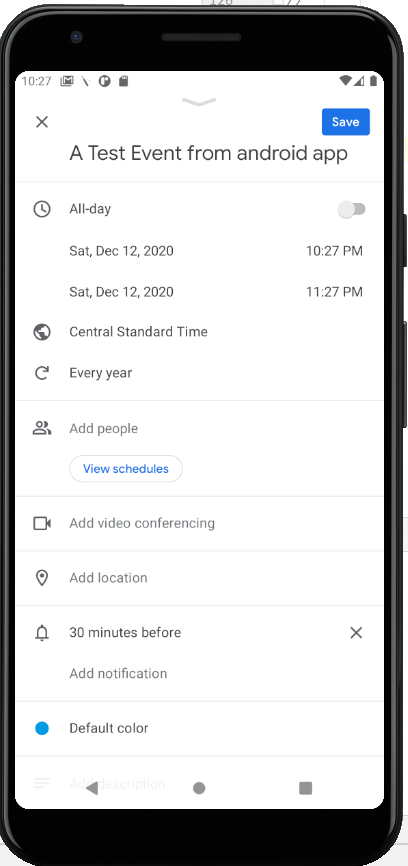 10:27
Save
A Test Event from android app
All-day
Sat, Dec 12, 2020 10:27 PM
Sat, Dec 12, 2020 11:27 PM
Central Standard Time
Every year
Add people
View schedules
Add video conferencing
Add location
30 minutes before
Add notification
Default color
Add description